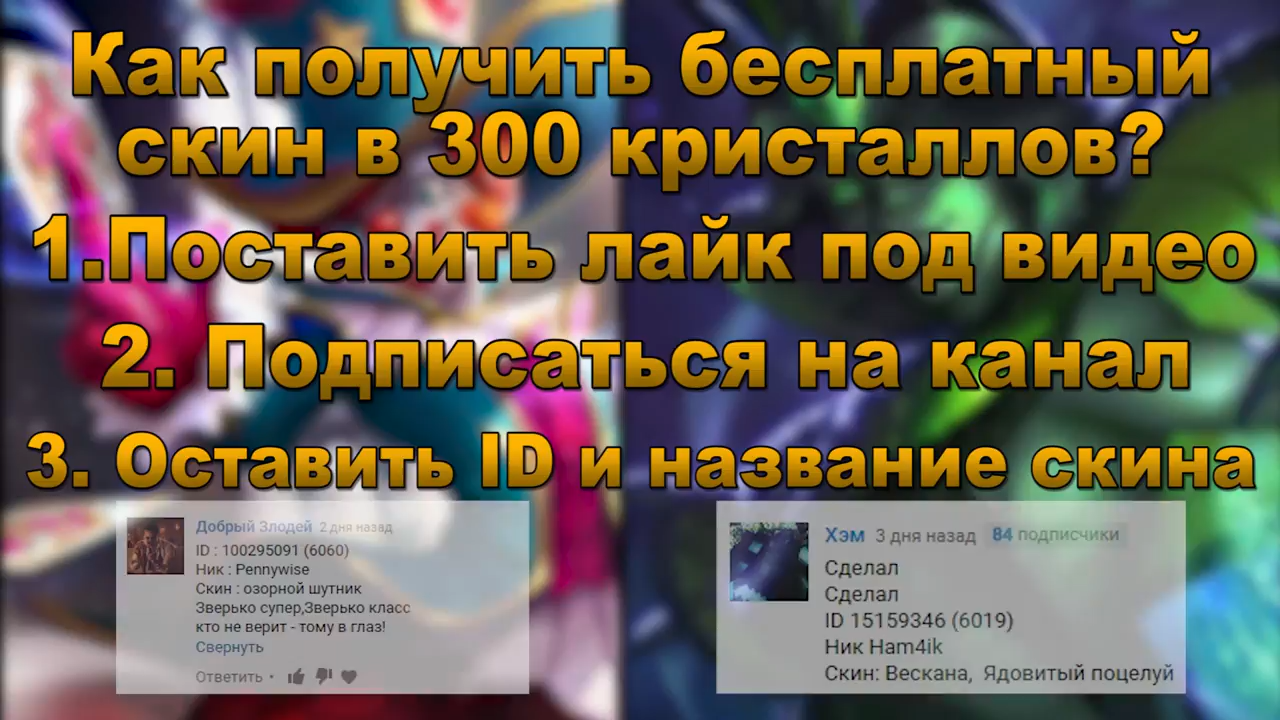 Как получить бесплатный
скин в 300 кристаллов?
1.Поставить лайк под видео
2. Подписаться на канал
3. Оставить ID и название скина
Добрый Злодей 2 дня назад
ID : 100295091 (6060)
Ник : Pennywise
Скин : озорной шутник
Зверько супер,Зверько класс
кто не верит - тому в глаз!
Свернуть
Ответить •
Хэм 3 дня назад 84 подписчики
Сделал
Сделал
ID 15159346 (6019)
Ник Ham4ik
Скин: Вескана, Ядовитый поцелуй